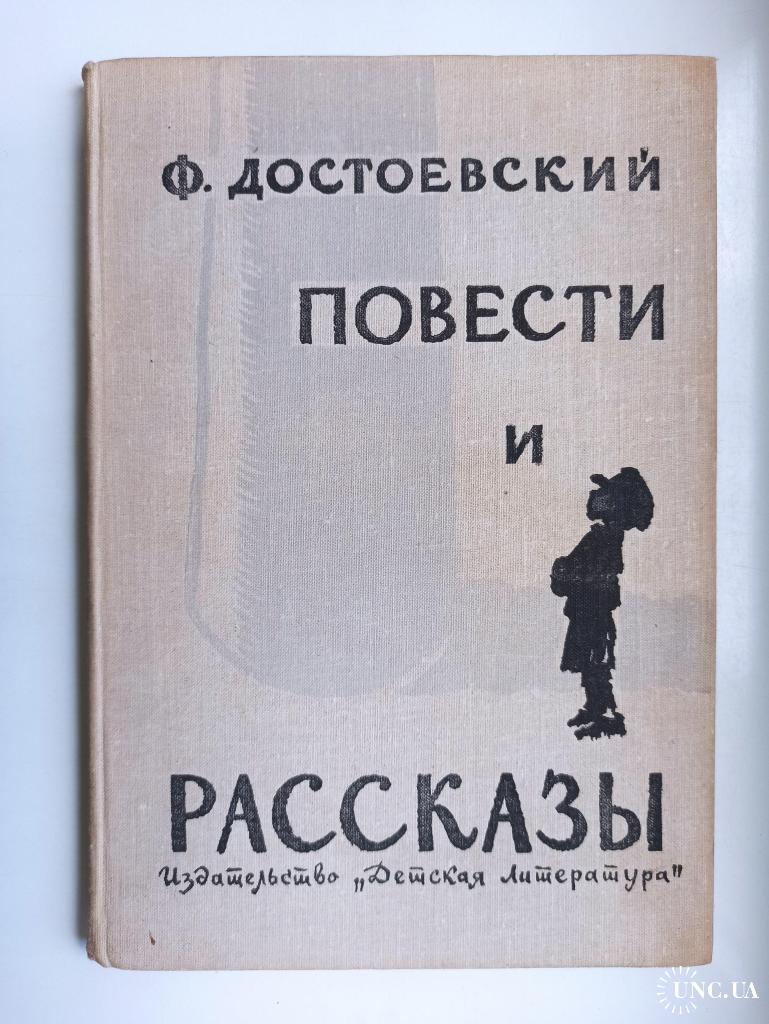 Ф. ДОСТОЕВСКИЙ
ПОВЕСТИ
И
РАССКАЗЫ
Издательство „Детская литература"
UNC.UA